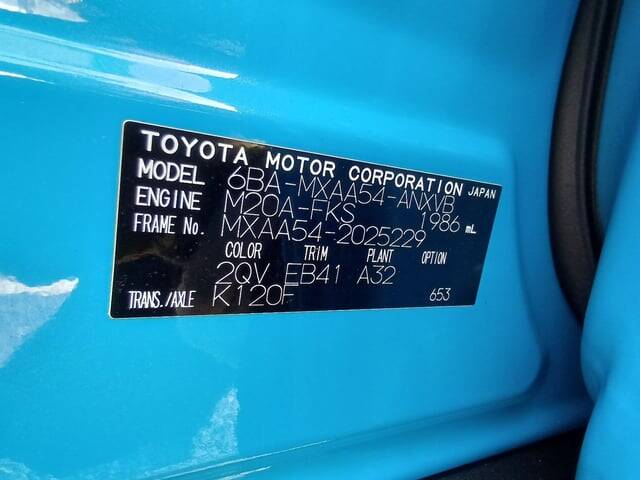 TOYOTA MOTOR CORPORATION JAPAN
MODEL 6BA-MXAA54-ANXVB
ENGINE M20A-FKS 1986 mL
FRAME No. MXAA54-2025229
COLOR TRIM PLANT OPTION
2QV EB41 A32
TRANS./AXLE K120F 653